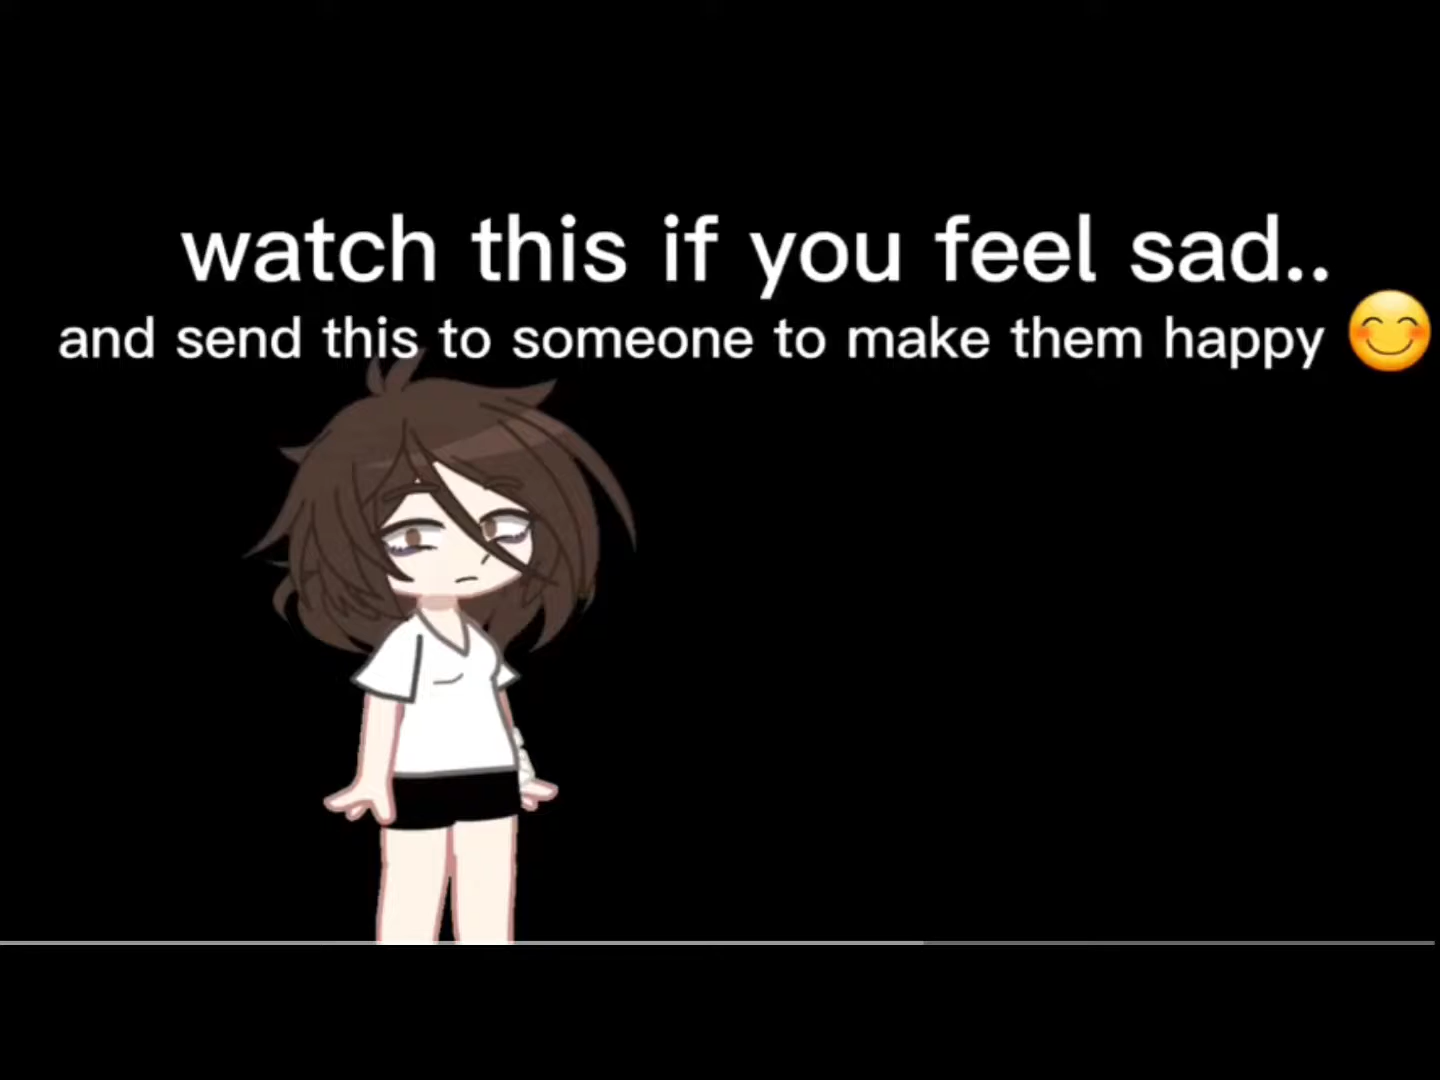 watch this if you feel sad..
and send this to someone to make them happy 😊